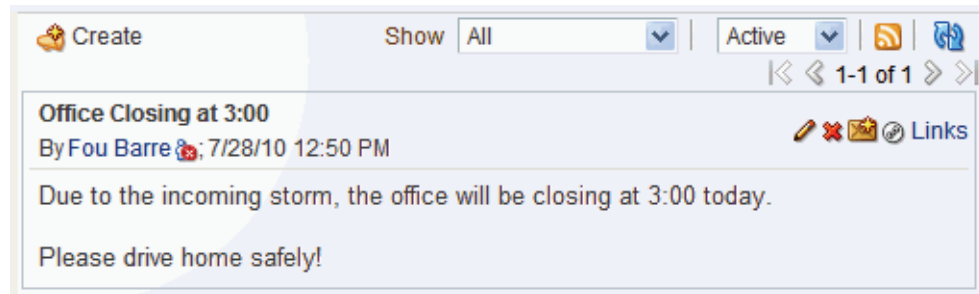 Create Show All Active
1-1 of 1
Office Closing at 3:00
By Fou Barre; 7/28/10 12:50 PM
Links
Due to the incoming storm, the office will be closing at 3:00 today.
Please drive home safely!